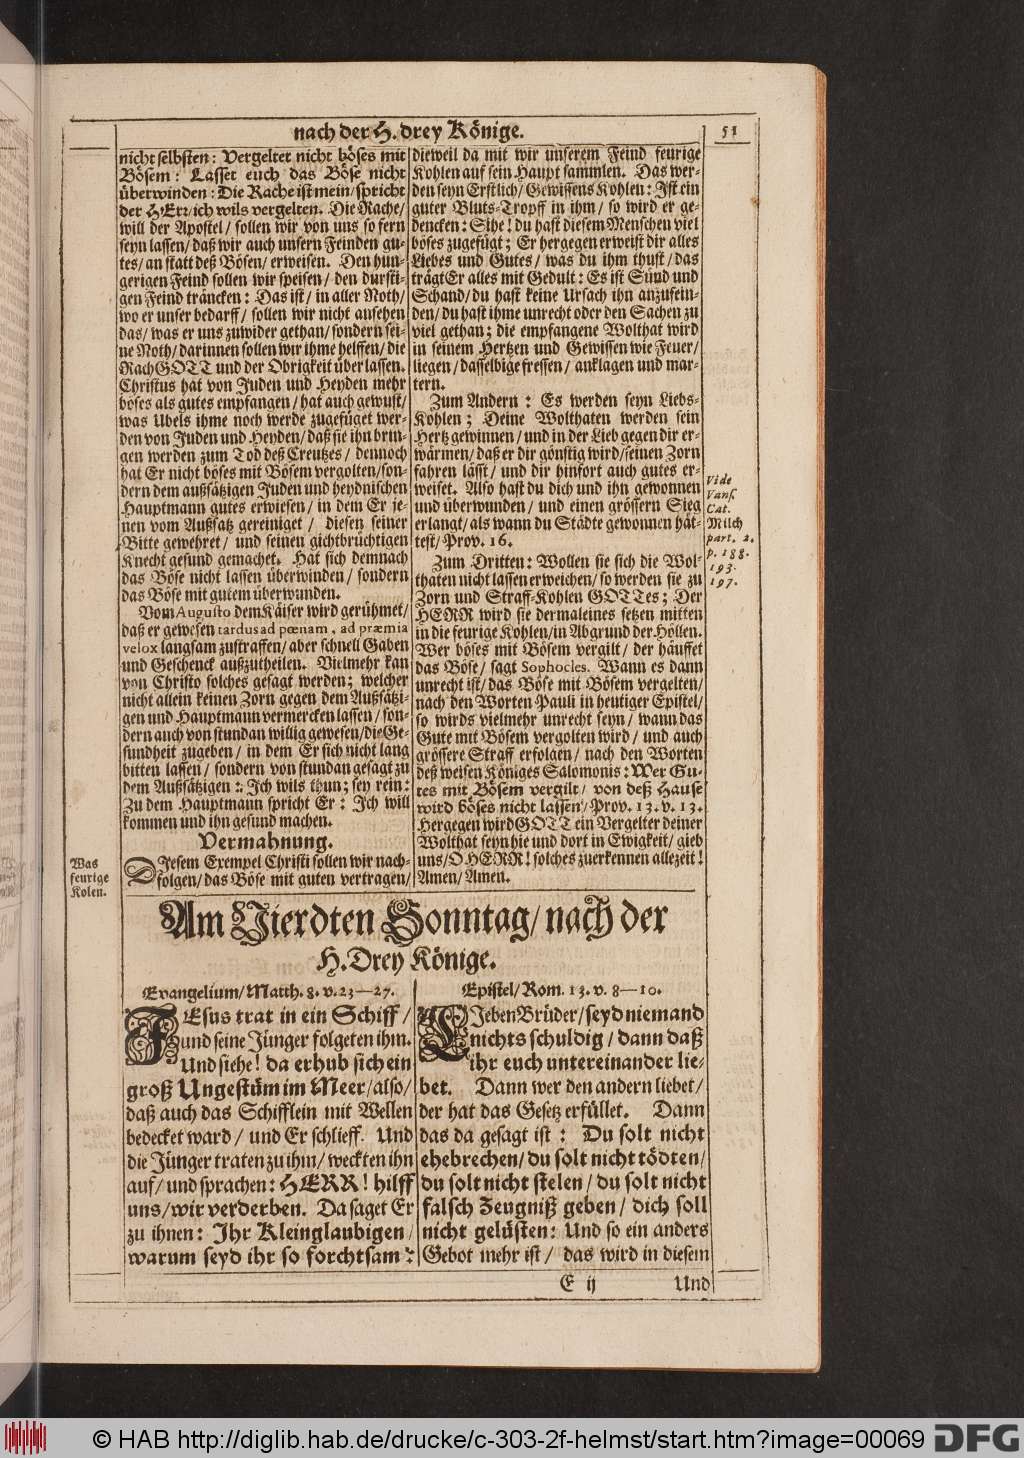 nach der H. drey Könige.
51
nicht selbsten: Vergeltet nicht böses mit
Bösem: Lasset euch das Böse nicht
überwinden: Die Rache ist mein/ spricht
der HErr/ ich wils vergelten. Die Rache/
will der Apostel/ sollen wir von uns so fern
seyn lassen/ daß wir auch unsern Feinden gu-
tes/ an statt deß Bösen/ erweisen. Den hun-
gerigen Feind sollen wir speisen/ den dursti-
gen Feind träncken: Das ist/ in aller Noth/
wo er unser bedarff/ sollen wir nicht ansehen
das/ was er uns zuwider gethan/ sondern sei-
ne Noth/ darinnen sollen wir ihme helffen/ die
Rach GOTT und der Obrigkeit über lassen.
Christus hat von Juden und Heyden mehr
böses als gutes empfangen/ hat auch gewust/
was Ubels ihme noch werde zugefüget wer-
den von Juden und Heyden/ daß sie ihn brin-
gen werden zum Tod deß Creutzes/ dennoch
hat Er nicht böses mit Bösem vergolten/ son-
dern dem außsätzigen Juden und heydnischen
Hauptmann gutes erwiesen/ in dem Er je-
nen vom Außsatz gereiniget/ diesen seiner
Bitte gewehret/ und seinen gichtbrüchtigen
Knecht gesund gemachet. Hat sich demnach
das Böse nicht lassen überwinden/ sondern
das Böse mit gutem überwunden.
Vom Augusto dem Käiser wird gerühmet/
daß er gewesen tardus ad pœnam, ad præmia
velox langsam zustraffen/ aber schnell Gaben
und Geschenck außzutheilen. Vielmehr kan
von Christo solches gesagt werden; welcher
nicht allein keinen Zorn gegen dem Außsätzi-
gen und Hauptmann vermercken lassen/ son-
dern auch von stundan willig gewesen/ die Ge-
sundheit zugeben/ in dem Er sich nicht lang
bitten lassen/ sondern von stundan gesagt zu
dem Außsätzigen: Ich wils thun; sey rein:
Zu dem Hauptmann spricht Er: Ich will
kommen und ihn gesund machen.
Vermahnung.
Diesem Exempel Christi sollen wir nach-
folgen/ das Böse mit guten vertragen/
Was
feurige
Kolen.
dieweil da mit wir unserem Feind feurige
Kohlen auf sein Haupt sammlen. Das wer-
den seyn Erstlich/ Gewissens Kohlen: Ist ein
guter Bluts-Tropff in ihm/ so wird er ge-
dencken: Sihe! du hast diesem Menschen viel
böses zugefügt; Er hergegen erweist dir alles
Liebes und Gutes/ was du ihm thust/ das
trägt Er alles mit Gedult: Es ist Sünd und
Schand/ du hast keine Ursach ihn anzufein-
den/ du hast ihme unrecht oder den Sachen zu
viel gethan; die empfangene Wolthat wird
in seinem Hertzen und Gewissen wie Feuer/
liegen/ dasselbige fressen/ anklagen und mar-
tern.
Zum Andern: Es werden seyn Liebs-
Kohlen; Deine Wolthaten werden sein
Hertz gewinnen/ und in der Lieb gegen dir er-
wärmen/ daß er dir günstig wird/ seinen Zorn
fahren lässt/ und dir hinfort auch gutes er-
weiset. Also hast du dich und ihn gewonnen
und überwunden/ und einen grössern Sieg
erlangt/ als wann du Städte gewonnen hät-
test/ Prov. 16.
Zum Dritten: Wollen sie sich die Wol-
thaten nicht lassen erweichen/ so werden sie zu
Zorn und Straff-Kohlen GOTTes; Der
HERR wird sie dermaleines setzen mitten
in die feurige Kohlen/ in Abgrund der Höllen.
Wer böses mit Bösem vergilt/ der häuffet
das Böse/ sagt Sophocles. Wann es dann
unrecht ist/ das Böse mit Bösem vergelten/
nach den Worten Pauli in heutiger Epistel/
so wirds vielmehr unrecht seyn/ wann das
Gute mit Bösem vergolten wird/ und auch
grössere Straff erfolgen/ nach den Worten
deß weisen Königes Salomonis: Wer Gu-
tes mit Bösem vergilt/ von deß Hause
wird böses nicht lassen/ Prov. 13. v. 13.
Hergegen wird GOTT ein Vergelter deiner
Wolthat seyn hie und dort in Ewigkeit/ gieb
uns/ O HERR! solches zuerkennen allezeit!
Amen/ Amen.
Vide
Vans.
Cat.
Milch
part. 2.
p. 188.
193.
197.
Am Vierdten Sonntag/ nach der
H. Drey Könige.
Evangelium/ Matth. 8. v. 23—27.
JEsus trat in ein Schiff/
und seine Jünger folgeten ihm.
Und siehe! da erhub sich ein
groß Ungestüm im Meer/ also/
daß auch das Schifflein mit Wellen
bedecket ward/ und Er schlieff. Und
die Jünger traten zu ihm/ weckten ihn
auf/ und sprachen: HERR! hilff
uns/ wir verderben. Da saget Er
zu ihnen: Ihr Kleinglaubigen/
warum seyd ihr so forchtsam?
Epistel/ Rom. 13. v. 8—10.
LIeben Brüder/ seyd niemand
nichts schuldig/ dann daß
ihr euch untereinander lie-
bet. Dann wer den andern liebet/
der hat das Gesetz erfüllet. Dann
das da gesagt ist: Du solt nicht
ehebrechen/ du solt nicht tödten/
du solt nicht stelen/ du solt nicht
falsch Zeugniß geben/ dich soll
nicht gelüsten: Und so ein anders
Gebot mehr ist/ das wird in diesem
E ij
Und
© HAB http://diglib.hab.de/drucke/c-303-2f-helmst/start.htm?image=00069
DFG